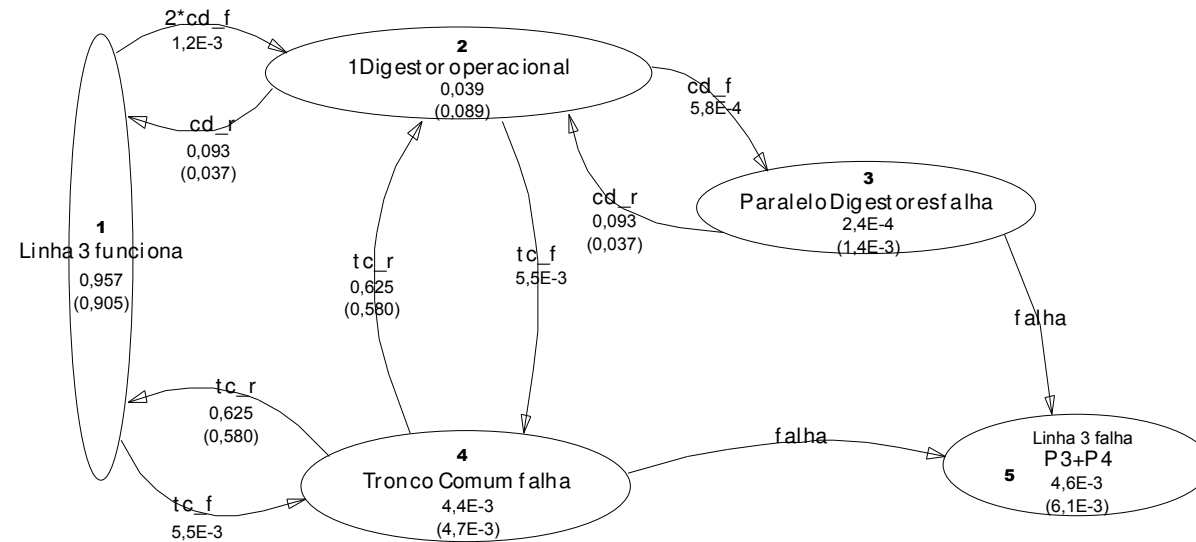 2*cd_f
1,2E-3
cd_r
0,093
(0,037)
2
1Digestor operacional
0,039
(0,089)
cd_f
5,8E-4
cd_r
0,093
(0,037)
3
Paralelo Digestores falha
2,4E-4
(1,4E-3)
1
Linha 3 funciona
0,957
(0,905)
tc_r
0,625
(0,580)
tc_f
5,5E-3
falha
tc_r
0,625
(0,580)
tc_f
5,5E-3
4
Tronco Comum falha
4,4E-3
(4,7E-3)
falha
Linha 3 falha
P3+P4
5
4,6E-3
(6,1E-3)